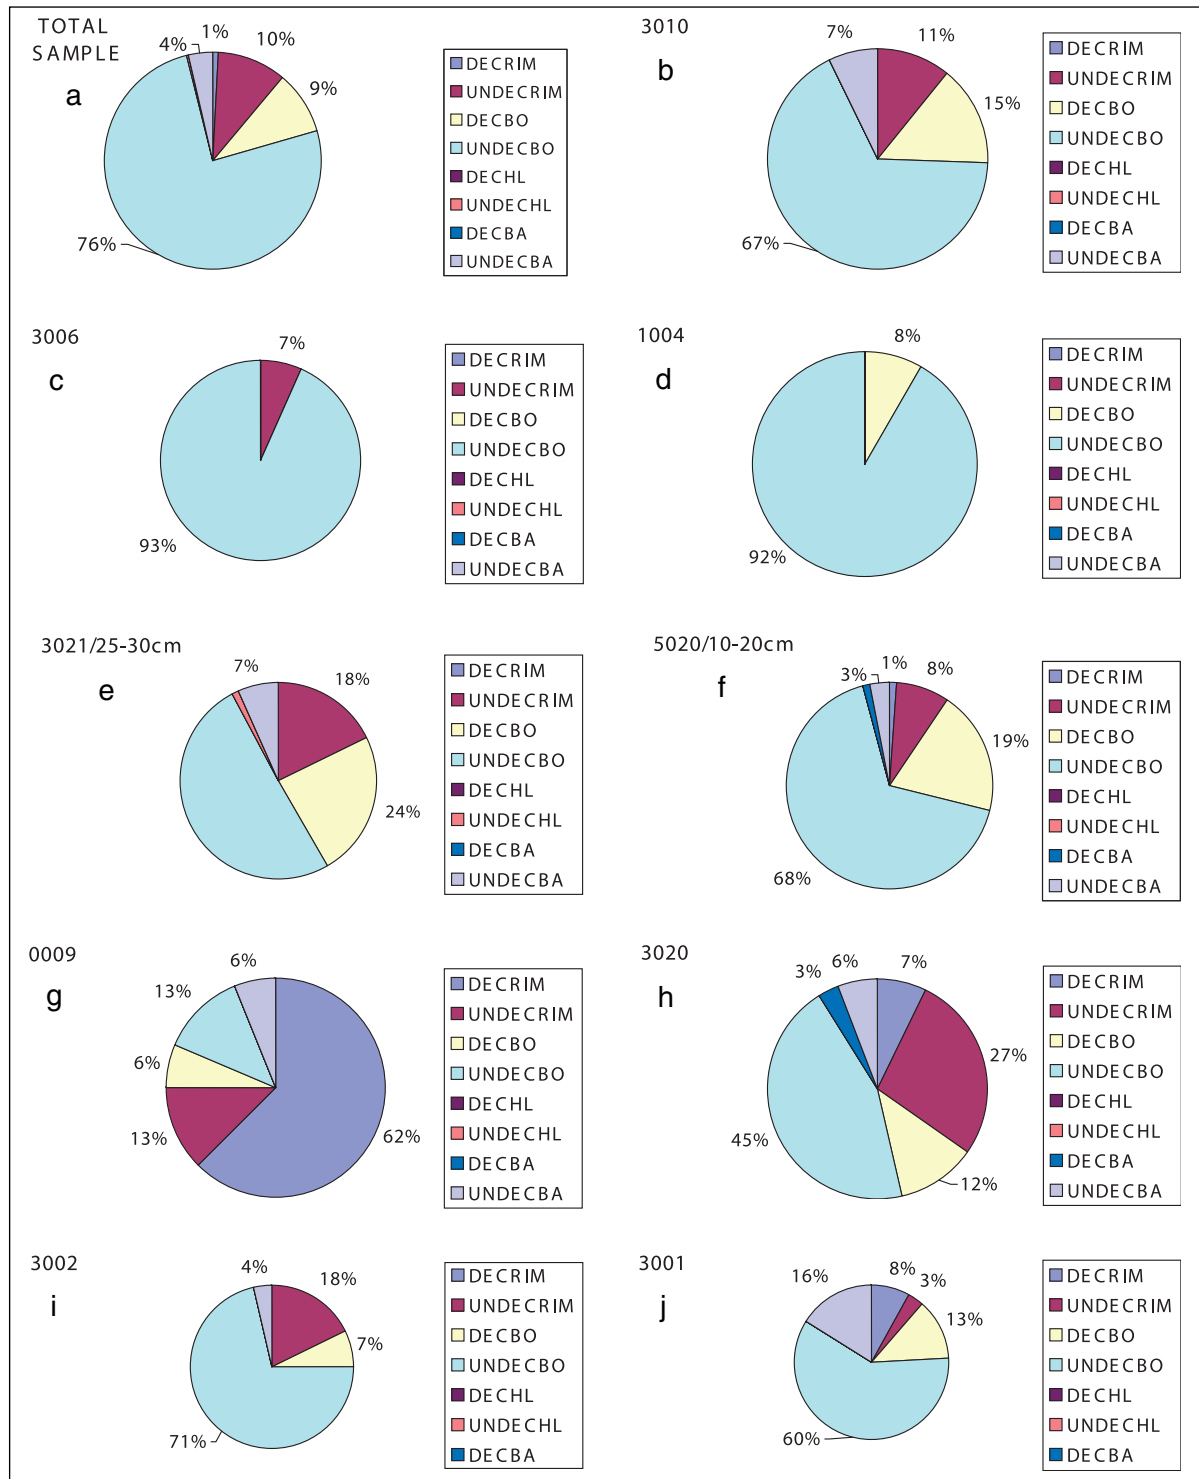 TOTAL
SAMPLE
a
4%
1%
10%
9%
76%
DECRIM
UNDECRIM
DECBO
UNDECBO
DECHL
UNDECHL
DECBA
UNDECBA
3010
b
7%
11%
15%
67%
DECRIM
UNDECRIM
DECBO
UNDECBO
DECHL
UNDECHL
DECBA
UNDECBA
3006
c
7%
93%
DECRIM
UNDECRIM
DECBO
UNDECBO
DECHL
UNDECHL
DECBA
UNDECBA
1004
d
8%
92%
DECRIM
UNDECRIM
DECBO
UNDECBO
DECHL
UNDECHL
DECBA
UNDECBA
3021/25-30cm
e
7%
18%
24%
DECRIM
UNDECRIM
DECBO
UNDECBO
DECHL
UNDECHL
DECBA
UNDECBA
5020/10-20cm
f
3%
1%
8%
19%
68%
DECRIM
UNDECRIM
DECBO
UNDECBO
DECHL
UNDECHL
DECBA
UNDECBA
0009
g
6%
13%
6%
13%
62%
DECRIM
UNDECRIM
DECBO
UNDECBO
DECHL
UNDECHL
DECBA
UNDECBA
3020
h
3%
6%
7%
27%
45%
12%
DECRIM
UNDECRIM
DECBO
UNDECBO
DECHL
UNDECHL
DECBA
UNDECBA
3002
i
4%
18%
7%
71%
DECRIM
UNDECRIM
DECBO
UNDECBO
DECHL
UNDECHL
DECBA
3001
j
16%
8%
3%
13%
60%
DECRIM
UNDECRIM
DECBO
UNDECBO
DECHL
UNDECHL
DECBA